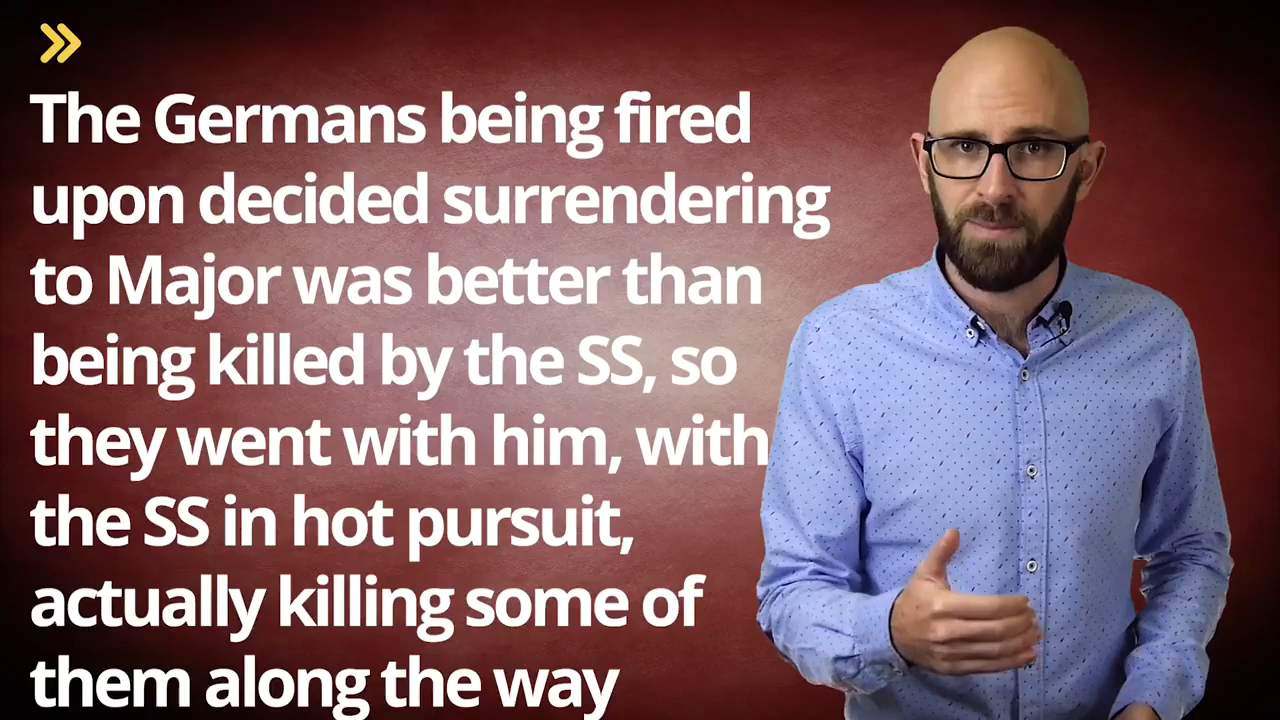 The Germans being fired
upon decided surrendering
to Major was better than
being killed by the SS, so
they went with him, with
the SS in hot pursuit,
actually killing some of
them along the way